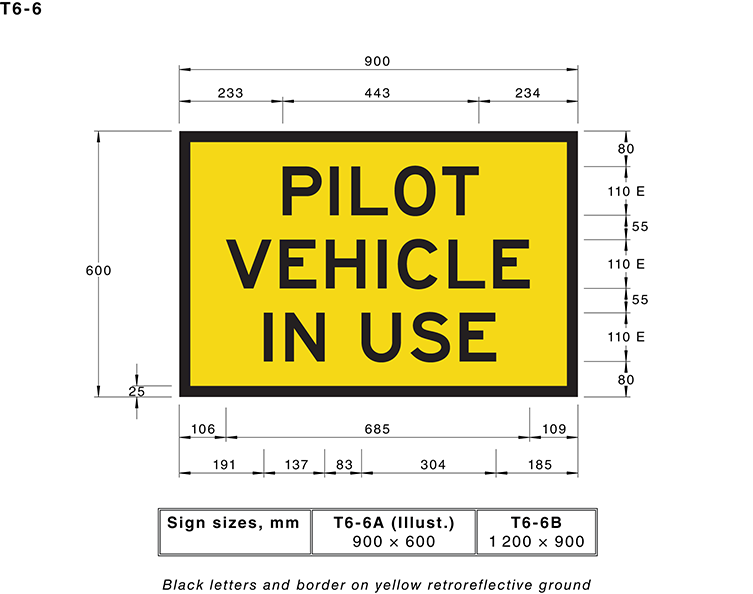 T6-6
900
233 443 234
80
PILOT
110 E
55
VEHICLE
110 E
600
55
IN USE
110 E
80
25
106 685 109
191 137 83 304 185
Sign sizes, mm T6-6A (Illust.) T6-6B
900 × 600 1 200 × 900
Black letters and border on yellow retroreflective ground